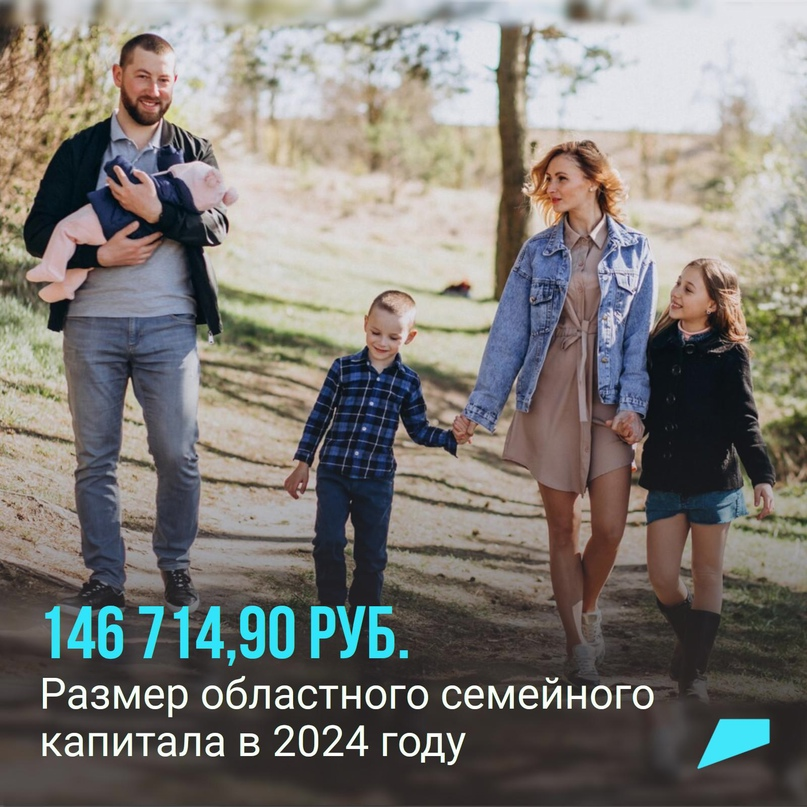 146 714,90 РУБ.
Размер областного семейного
капитала в 2024 году